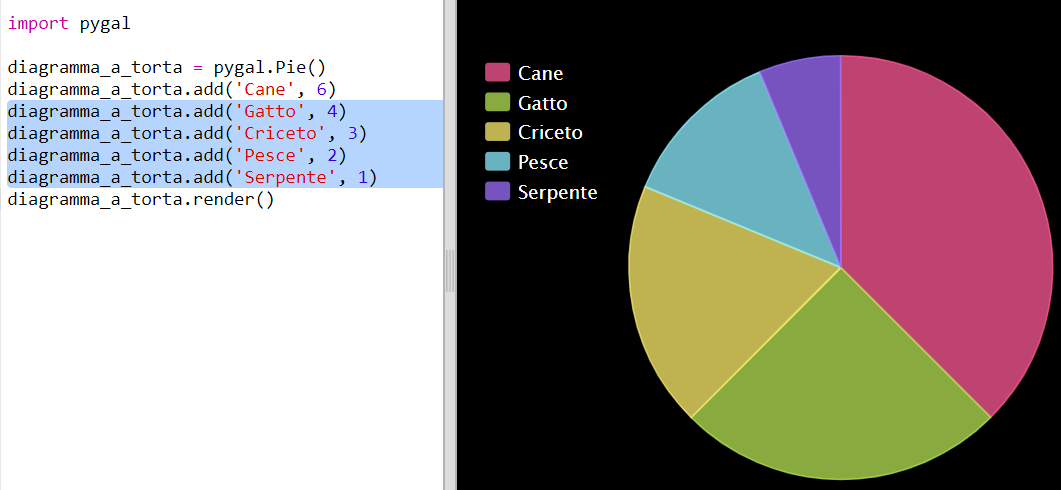 import pygal
diagramma_a_torta = pygal.Pie()
diagramma_a_torta.add('Cane', 6)
diagramma_a_torta.add('Gatto', 4)
diagramma_a_torta.add('Criceto', 3)
diagramma_a_torta.add('Pesce', 2)
diagramma_a_torta.add('Serpente', 1)
diagramma_a_torta.render()
Cane
Gatto
Criceto
Pesce
Serpente